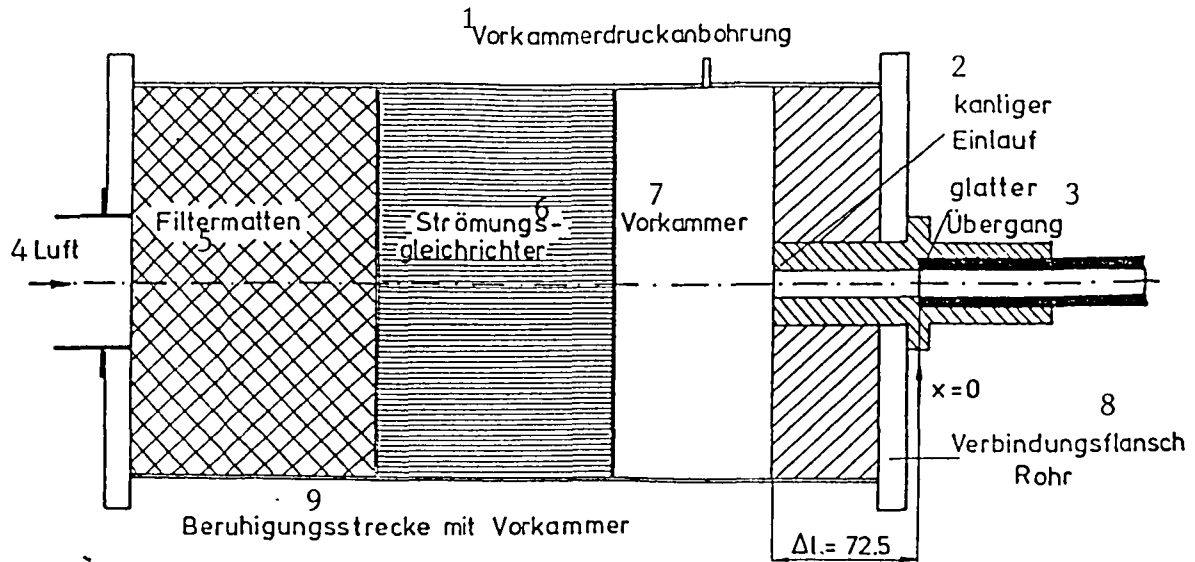 1 Vorkammerdruckanbohrung
2
kantiger
Einlauf
glatter 3
Übergang
4 Luft
Filtermatten
5
Strömungs-
6
gleichrichter
7
Vorkammer
x=0
8
Verbindungsflansch
Rohr
9
Beruhigungsstrecke mit Vorkammer
Δl.= 72.5